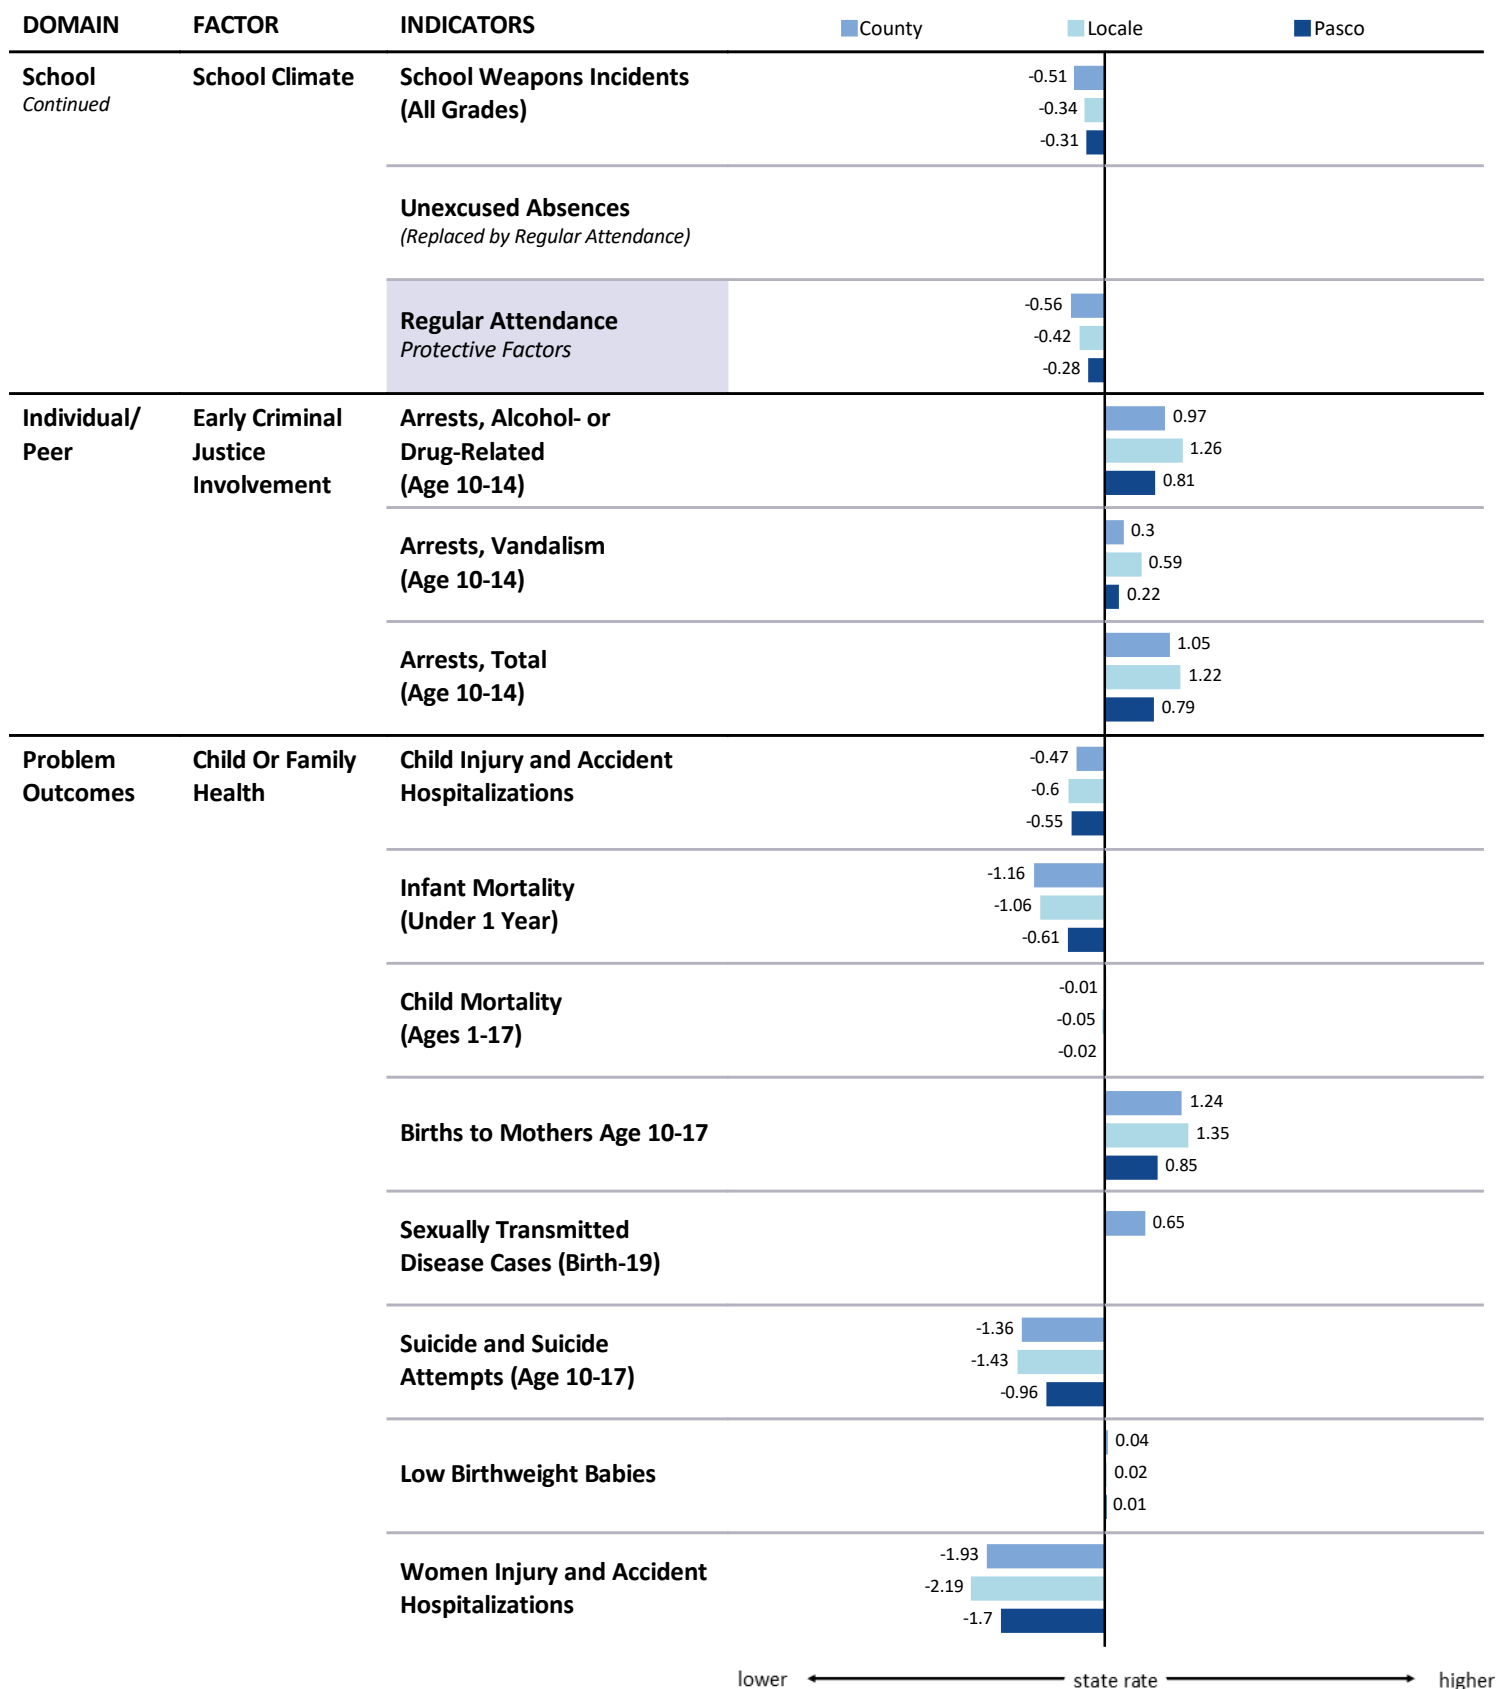 DOMAIN FACTOR INDICATORS County Locale Pasco
School School Climate School Weapons Incidents
Continued
(All Grades)
-0.51
-0.34
-0.31
Unexcused Absences
(Replaced by Regular Attendance)
Regular Attendance
Protective Factors
-0.56
-0.42
-0.28
Individual/ Early Criminal Arrests, Alcohol- or
Peer Justice Drug-Related
Involvement (Age 10-14)
0.97
1.26
0.81
Arrests, Vandalism
(Age 10-14)
0.3
0.59
0.22
Arrests, Total
(Age 10-14)
1.05
1.22
0.79
Problem Child Or Family Child Injury and Accident
Outcomes Health Hospitalizations
-0.47
-0.6
-0.55
Infant Mortality
(Under 1 Year)
-1.16
-1.06
-0.61
Child Mortality
(Ages 1-17)
-0.01
-0.05
-0.02
Births to Mothers Age 10-17
1.24
1.35
0.85
Sexually Transmitted
Disease Cases (Birth-19)
0.65
Suicide and Suicide
Attempts (Age 10-17)
-1.36
-1.43
-0.96
Low Birthweight Babies
0.04
0.02
0.01
Women Injury and Accident
Hospitalizations
-1.93
-2.19
-1.7
lower state rate higher